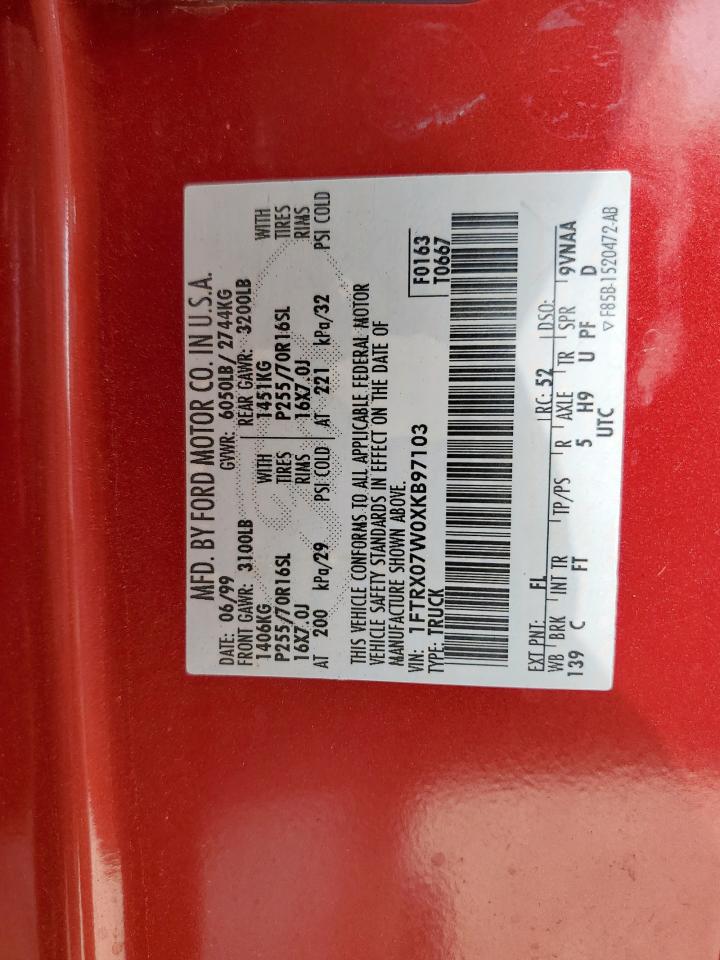 MFD. BY FORD MOTOR CO. IN U.S.A.
DATE: 06/99 GVWR: 6050LB/ 2744KG
FRONT GAWR: 3100LB REAR GAWR: 3200LB
1406KG WITH 1451KG WITH
P255/70R16SL TIRES P255/70R16SL TIRES
16X7.0J RIMS 16X7.0J RIMS
AT 200 kPa/29 PSI COLD AT 221 kPa/32 PSI COLD
THIS VEHICLE CONFORMS TO ALL APPLICABLE FEDERAL MOTOR
VEHICLE SAFETY STANDARDS IN EFFECT ON THE DATE OF
MANUFACTURE SHOWN ABOVE.
VIN: 1FTRX07W0XKB97103 F0163
TYPE: TRUCK T0667
EXT PNT: FL RC: 52 DSO:
WB BRK INT TR TP/PS R AXLE TR SPR 9VNAA
139 C FT 5 H9 U PF D
UTC
▽F85B-1520472-AB